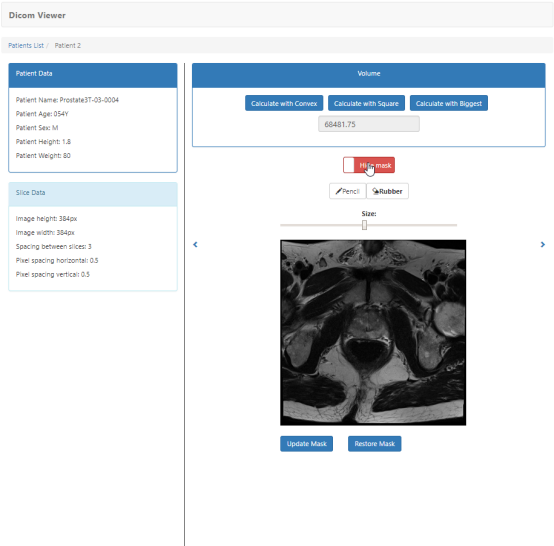 Dicom Viewer
Patients List / Patient 2
Patient Data
Patient Name: Prostate3T-03-0004
Patient Age: 054Y
Patient Sex: M
Patient Height: 1.8
Patient Weight: 80
Slice Data
Image height: 384px
Image width: 384px
Spacing between slices: 3
Pixel spacing horizontal: 0.5
Pixel spacing vertical: 0.5
Volume
Calculate with Convex Calculate with Square Calculate with Biggest
68481.75
Hide mask
Pencil Rubber
Size:
Update Mask Restore Mask